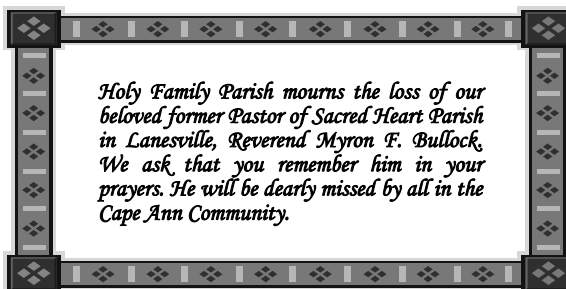 Holy Family Parish mourns the loss of our
beloved former Pastor of Sacred Heart Parish
in Lanesville, Reverend Myron F. Bullock.
We ask that you remember him in your
prayers. He will be dearly missed by all in the
Cape Ann Community.